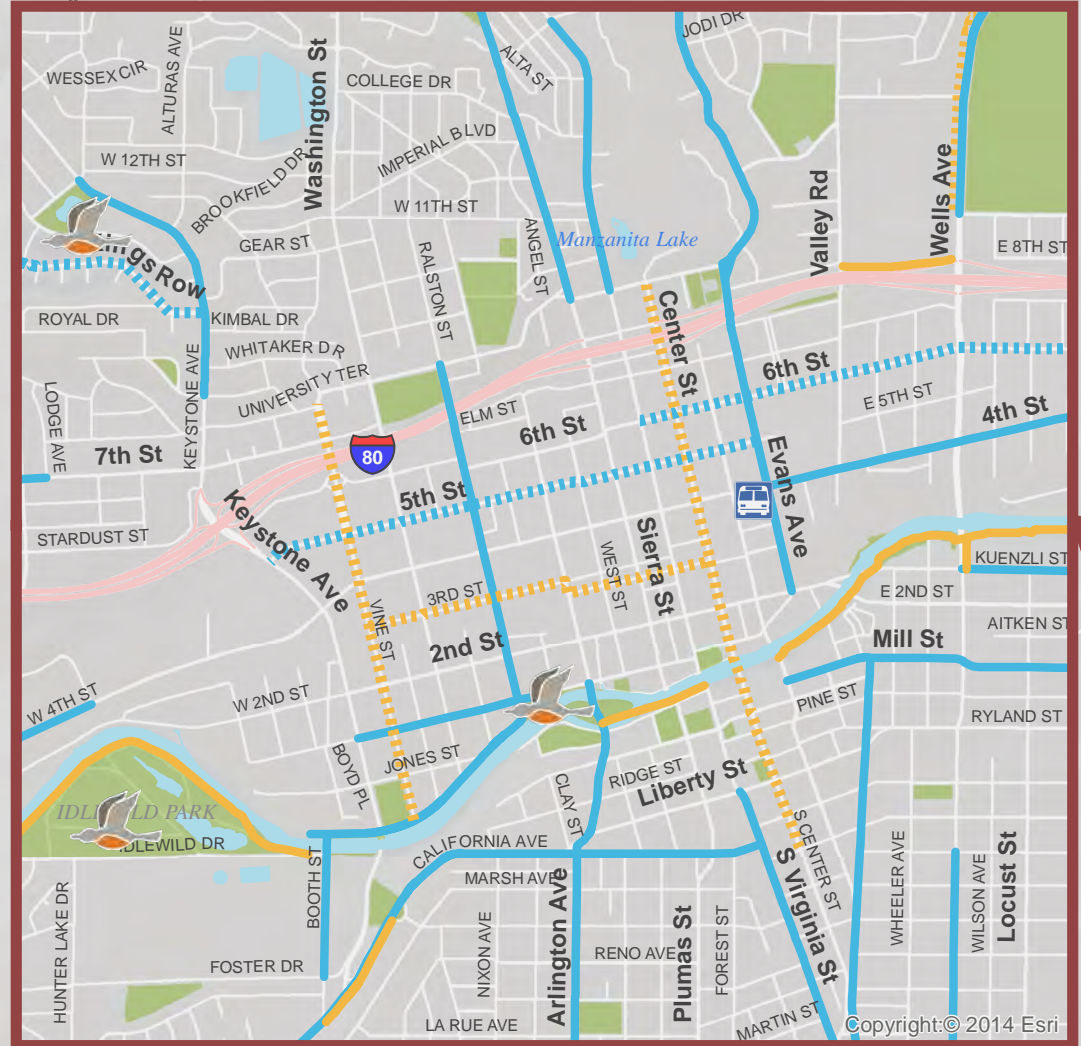 JODI DR
ALTURAS AVE
Washington St
ALTA ST
WESSEX CIR
COLLEGE DR
IMPERIAL BLVD
W 12TH ST
BROOKFIELD DR
Valley Rd
Wells Ave
W 11TH ST
ANGEL ST
Manzanita Lake
GEAR ST
RALSTON ST
E 8TH ST
Kings Row
Center St
ROYAL DR
KIMBAL DR
WHITAKER DR
UNIVERSITY TER
6th St
LODGE AVE
KEYSTONE AVE
E 5TH ST
4th St
ELM ST
6th St
7th St
80
5th St
Evans Ave
Keystone Ave
STARDUST ST
Sierra St
WEST ST
KUENZLI ST
3RD ST
E 2ND ST
VINE ST
AITKEN ST
2nd St
Mill St
W 4TH ST
W 2ND ST
PINE ST
RYLAND ST
JONES ST
BOYD PL
RIDGE ST
Liberty St
CLAY ST
IDLEWILD PARK
IDLEWILD DR
CALIFORNIA AVE
S CENTER ST
S Virginia St
WHEELER AVE
WILSON AVE
Locust St
BOOTH ST
MARSH AVE
HUNTER LAKE DR
NIXON AVE
Arlington Ave
RENO AVE
Plumas St
FOREST ST
FOSTER DR
LA RUE AVE
MARTIN ST
Copyright:© 2014 Esri